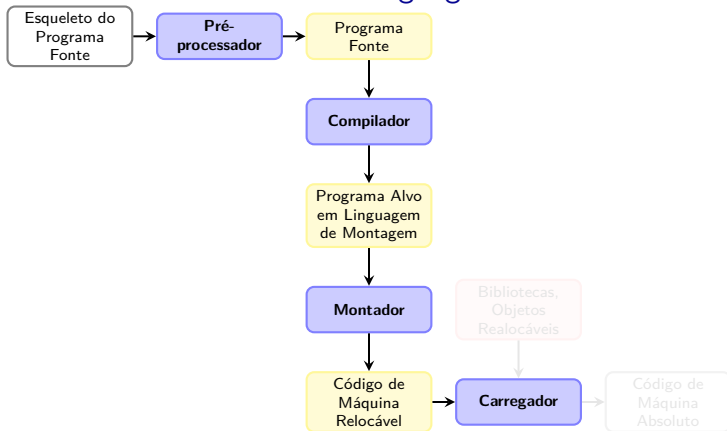 Esqueleto do
Programa
Fonte
Pré-
processador
Programa
Fonte
Compilador
Programa Alvo
em Linguagem
de Montagem
Montador
Bibliotecas,
Objetos
Realocáveis
Código de
Máquina
Relocável
Carregador
Código de
Máquina
Absoluto